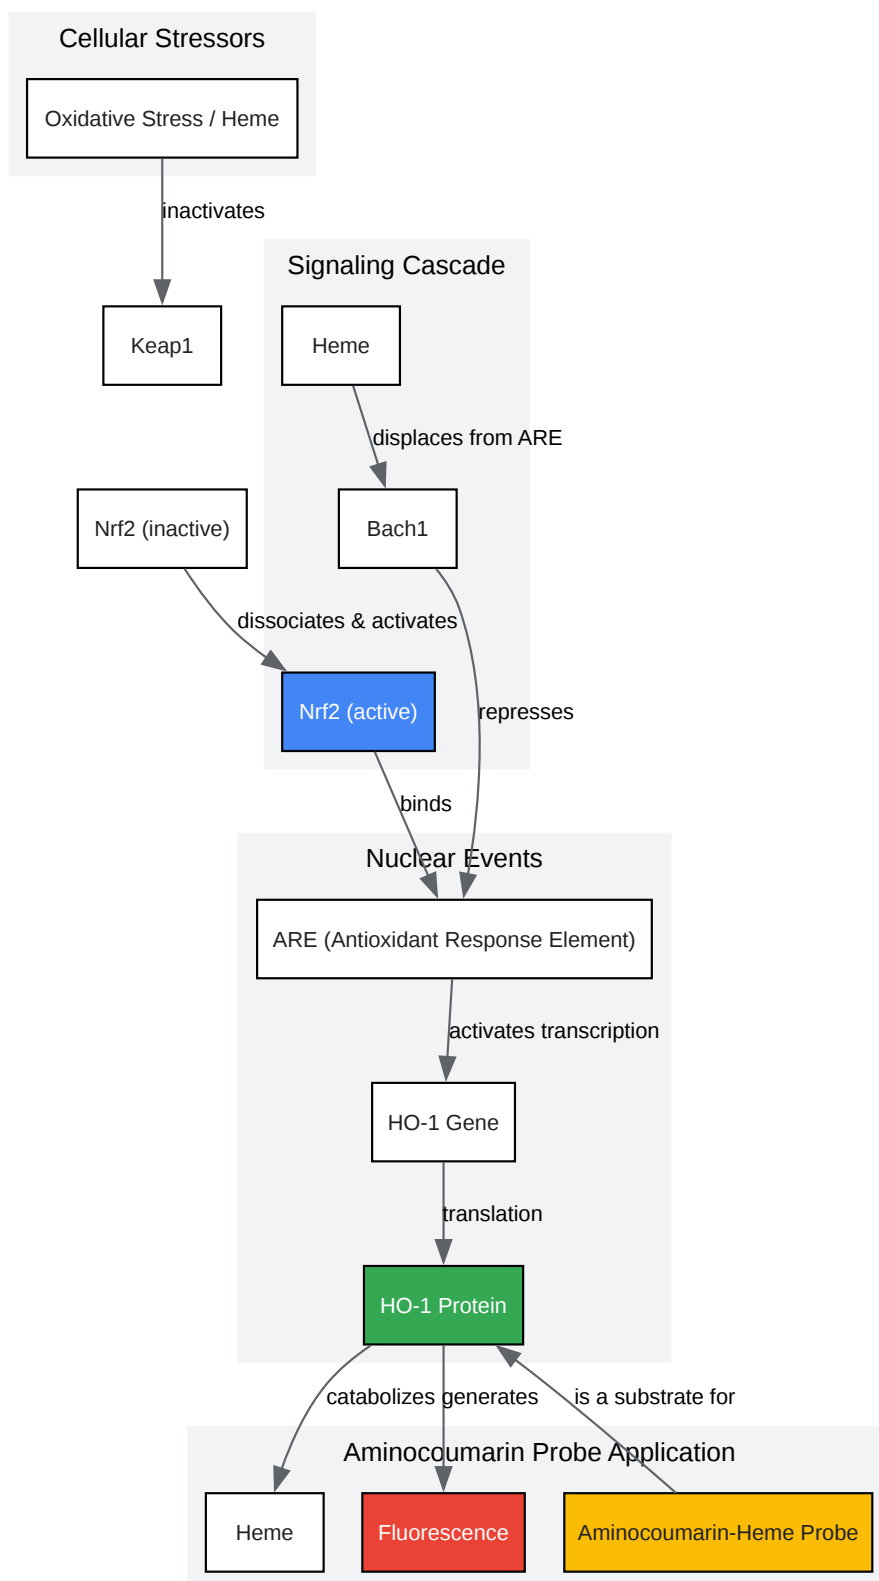 Cellular Stressors
Oxidative Stress / Heme
inactivates
Signaling Cascade
Keap1
Heme
displaces from ARE
Nrf2 (inactive)
Bach1
dissociates & activates
Nrf2 (active)
represses
binds
Nuclear Events
ARE (Antioxidant Response Element)
activates transcription
HO-1 Gene
translation
HO-1 Protein
catabolizes
generates
is a substrate for
Aminocoumarin Probe Application
Heme
Fluorescence
Aminocoumarin-Heme Probe